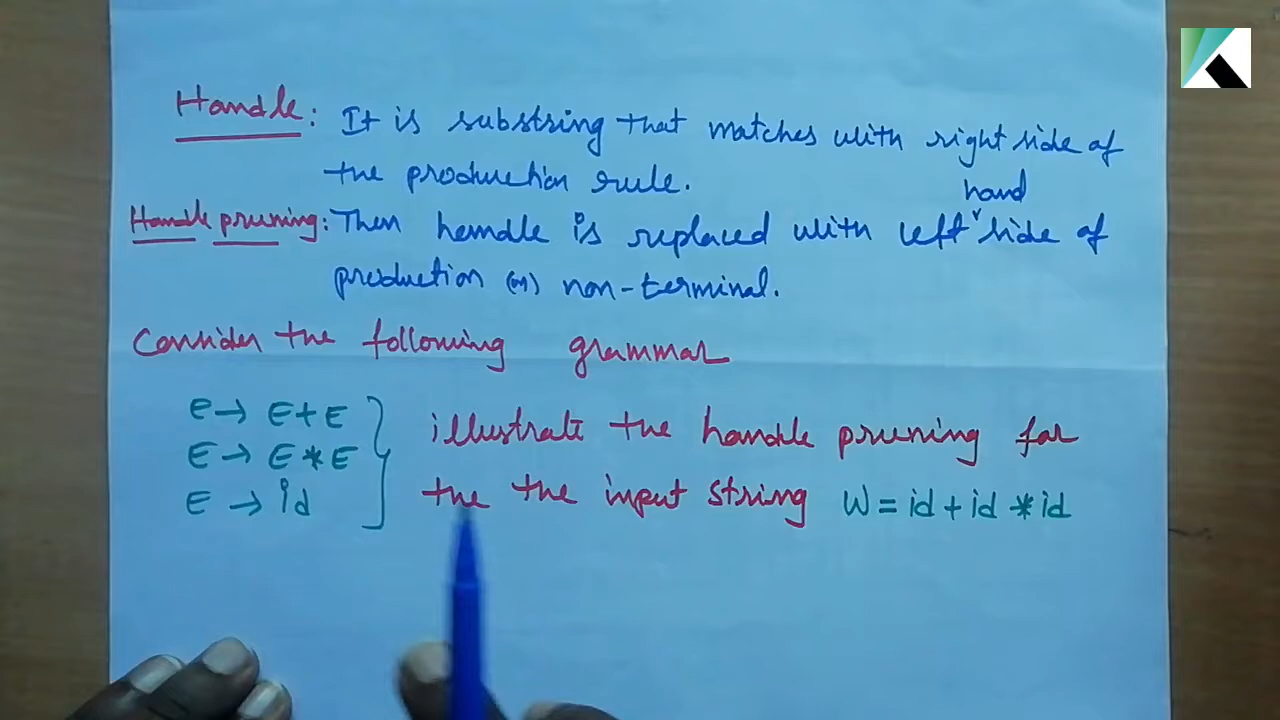 Handle: It is substring that matches with right side of
the production rule.
hand
Handle pruning: Then handle is replaced with left ˅ side of
production (or) non-terminal.
Consider the following grammar
e → E + E
E → E * E
E → id
illustrate the handle pruning for
the the input string W = id + id * id